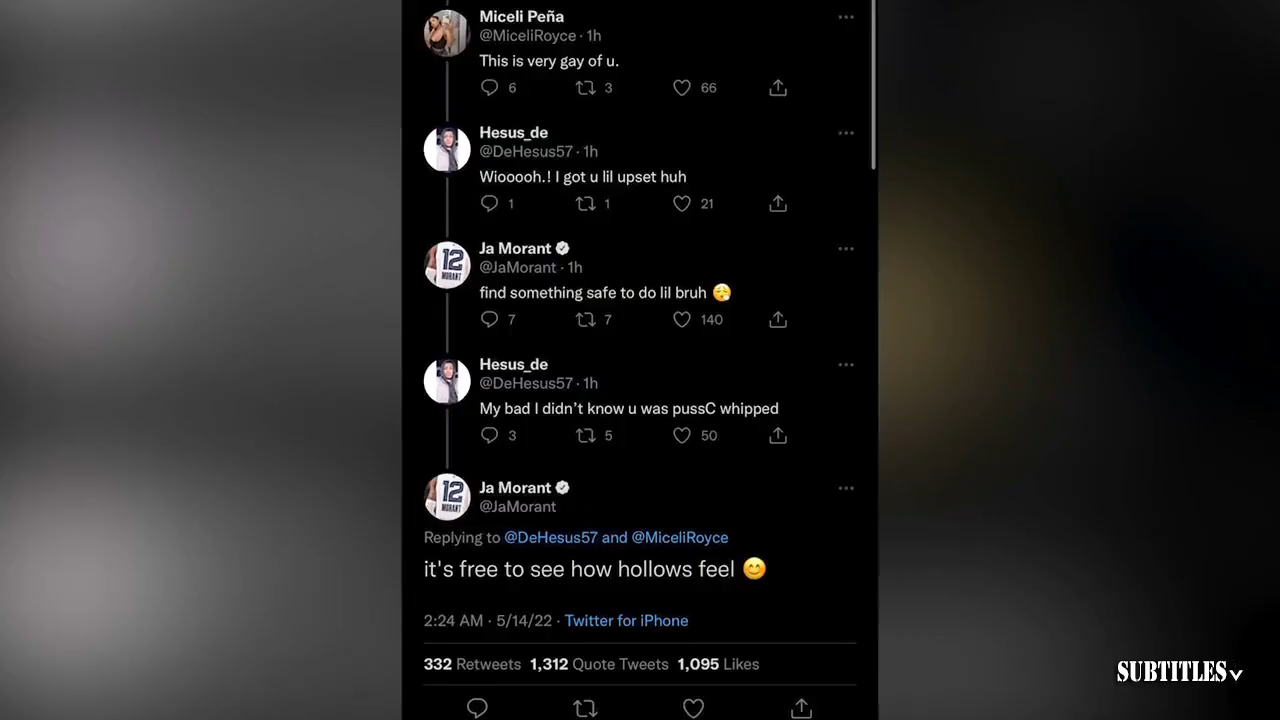 Miceli Peña
@MiceliRoyce · 1h
This is very gay of u.
6 3 66
Hesus_de
@DeHesus57 · 1h
Wiooooh.! I got u lil upset huh
1 1 21
Ja Morant
@JaMorant · 1h
find something safe to do lil bruh 😮‍💨
7 7 140
Hesus_de
@DeHesus57 · 1h
My bad I didn’t know u was pussC whipped
3 5 50
Ja Morant
@JaMorant
Replying to @DeHesus57 and @MiceliRoyce
it's free to see how hollows feel 😊
2:24 AM · 5/14/22 · Twitter for iPhone
332 Retweets 1,312 Quote Tweets 1,095 Likes
SUBTITLES
12
MORANT
12
MORANT